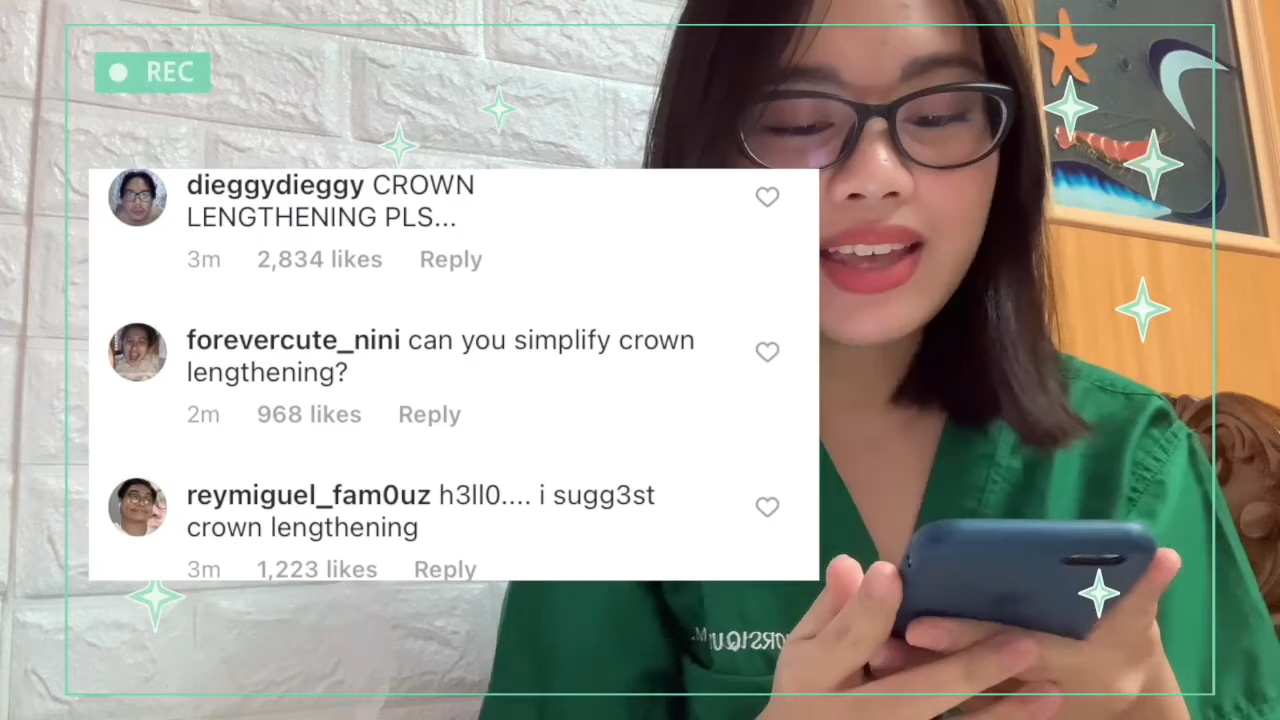 REC
dieggydieggy CROWN
LENGTHENING PLS...
3m 2,834 likes Reply
forevercute_nini can you simplify crown
lengthening?
2m 968 likes Reply
reymiguel_fam0uz h3ll0.... i sugg3st
crown lengthening
3m 1,223 likes Reply